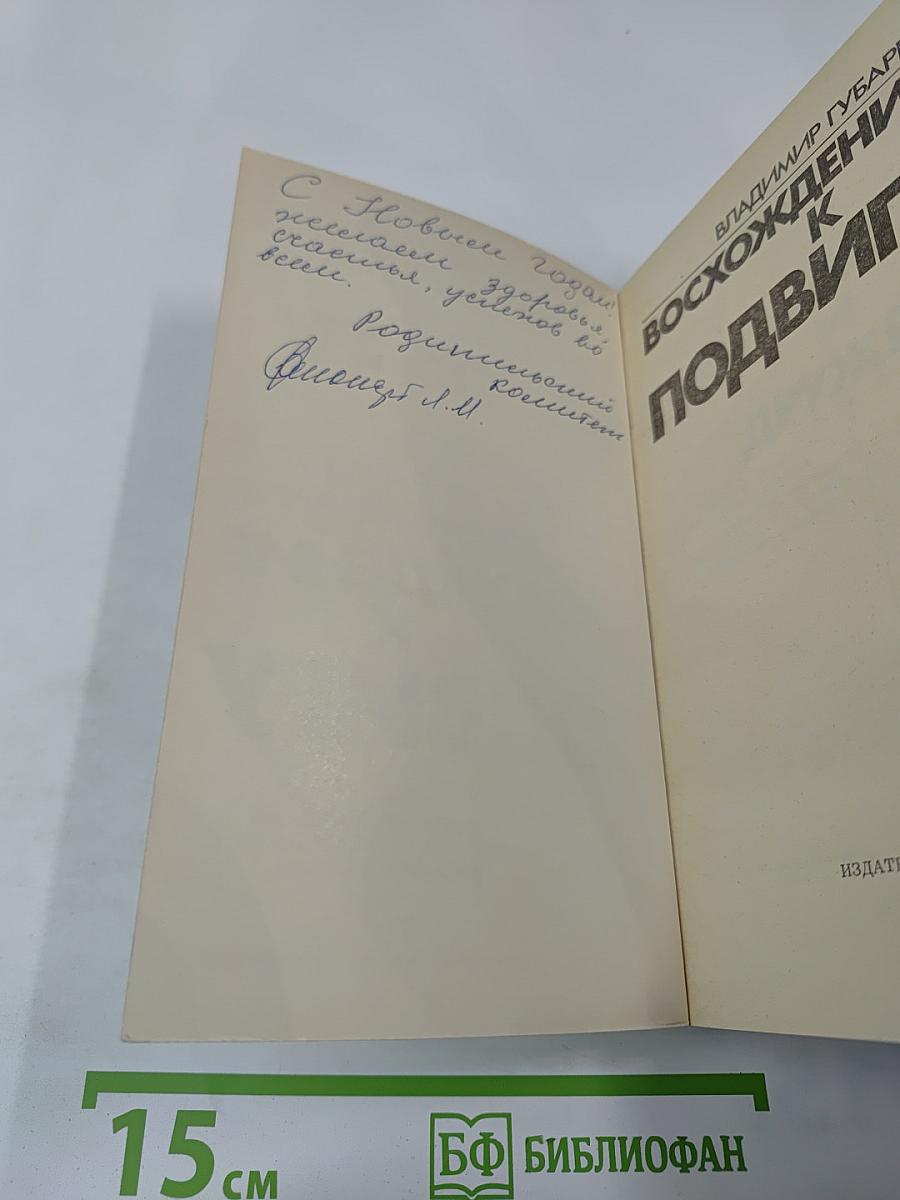 С Новым годом!
желаем здоровья,
счастья, успехов во
всем.
Родительский
комитет
Л.М.
ВЛАДИМИР ГУБАР
ВОСХОЖДЕНИ
К
ПОДВИГ
ИЗДАТ
15 см
БФ БИБЛИОФАН